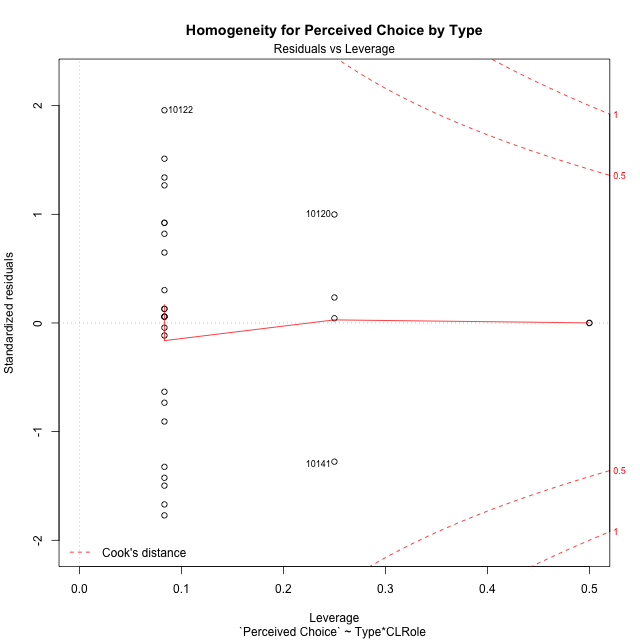 Homogeneity for Perceived Choice by Type
Residuals vs Leverage
Standardized residuals
2
1
0
-1
-2
10122
10120
10141
1
0.5
0.5
1
Cook's distance
0.0 0.1 0.2 0.3 0.4 0.5
Leverage
`Perceived Choice` ~ Type*CLRole